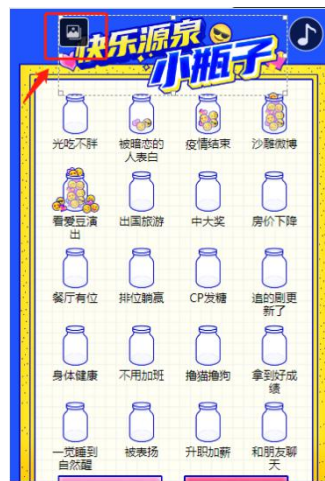 快乐源泉
小瓶子
光吃不胖 被暗恋的 疫情结束 沙雕微博
人表白
看爱豆演 出国旅游 中大奖 房价下降
出
餐厅有位 排位躺赢 CP发糖 追的剧更
新了
身体健康 不用加班 撸猫撸狗 拿到好成
绩
一觉睡到 被表扬 升职加薪 和朋友聊
自然醒 天